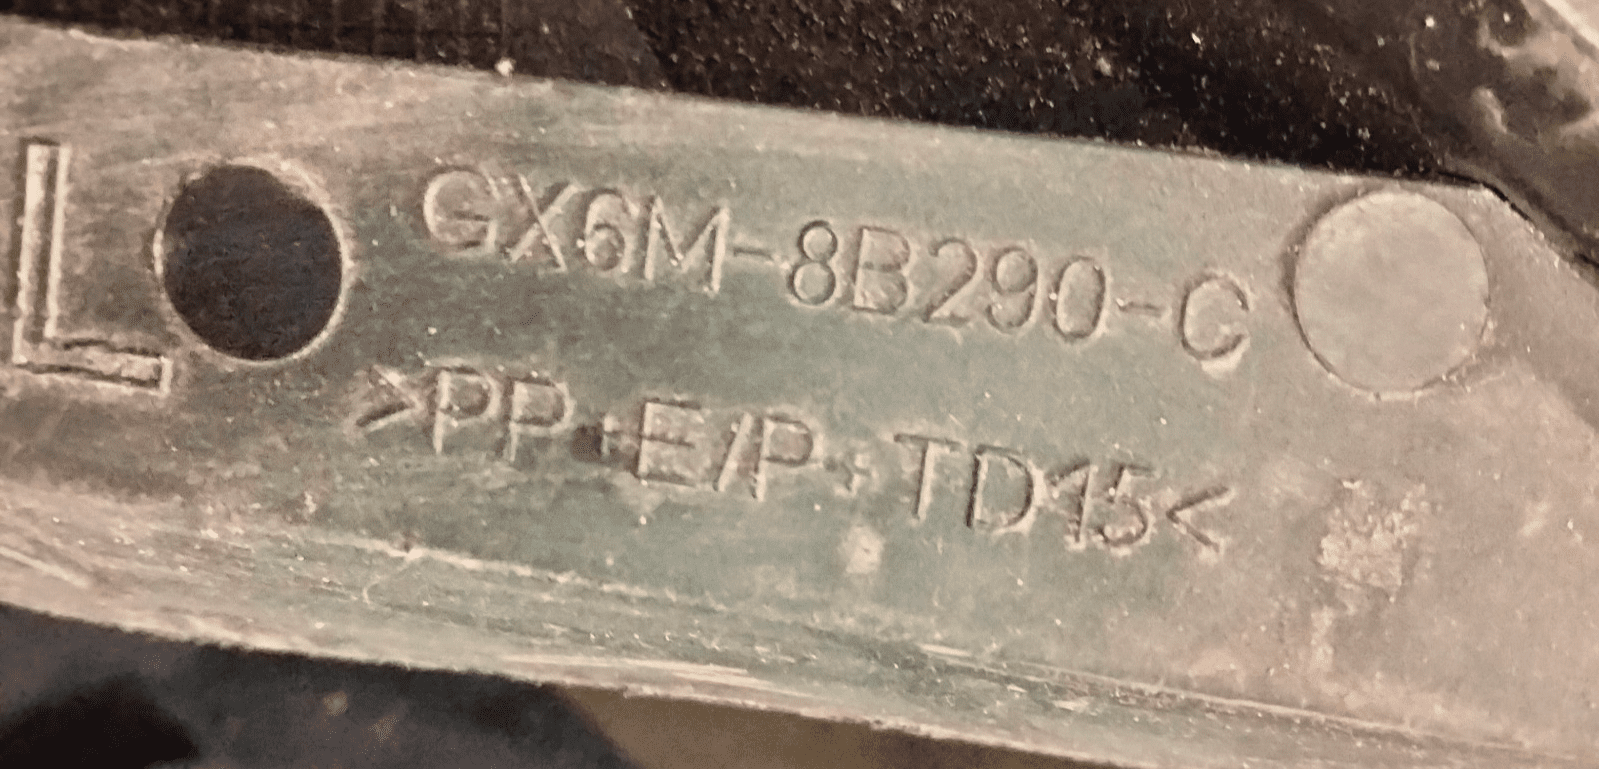 L
GX6M-8B290-C
>PP+E/P+TD15<